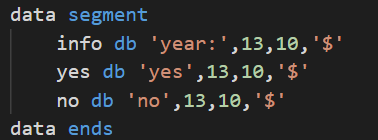 data segment
    info db 'year:',13,10,'$'
    yes db 'yes',13,10,'$'
    no db 'no',13,10,'$'
data ends